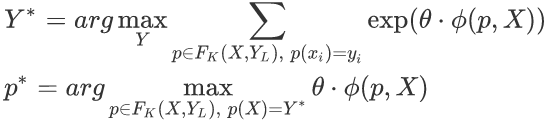 Y* = arg max_Y ∑_{p∈F_K(X,Y_L), p(x_i)=y_i} exp(θ · ϕ(p, X))
p* = arg max_{p∈F_K(X,Y_L), p(X)=Y*} θ · ϕ(p, X)